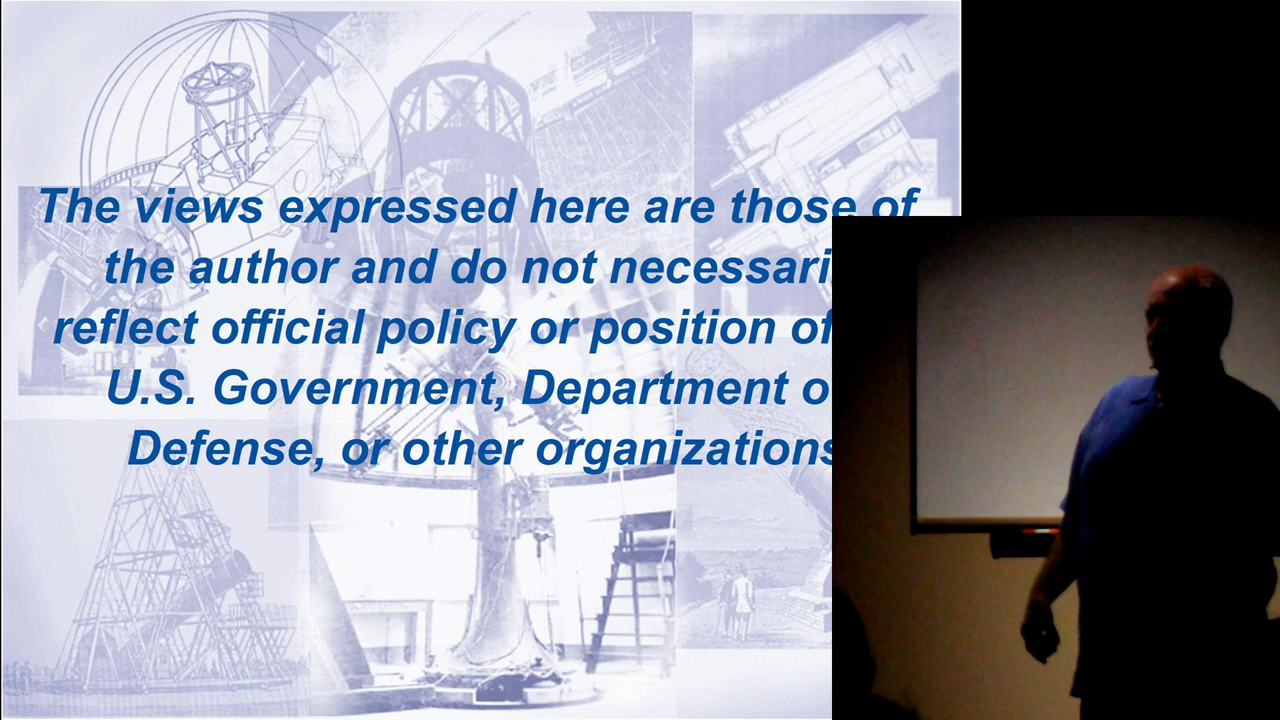 The views expressed here are those of
the author and do not necessari
reflect official policy or position of
U.S. Government, Department o
Defense, or other organizations